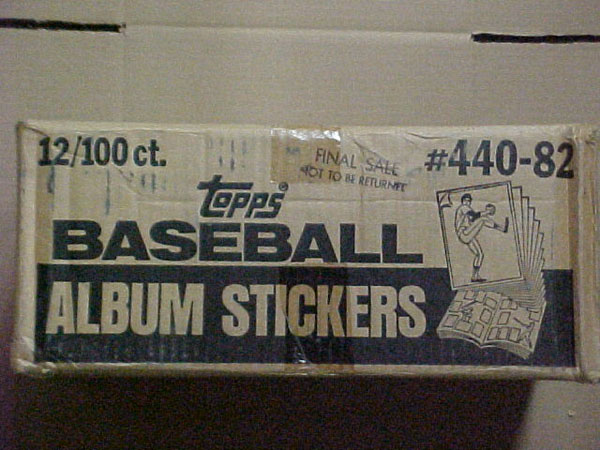 12/100 ct.
FINAL SALE
NOT TO BE RETURNED
#440-82
Topps®
BASEBALL
ALBUM STICKERS